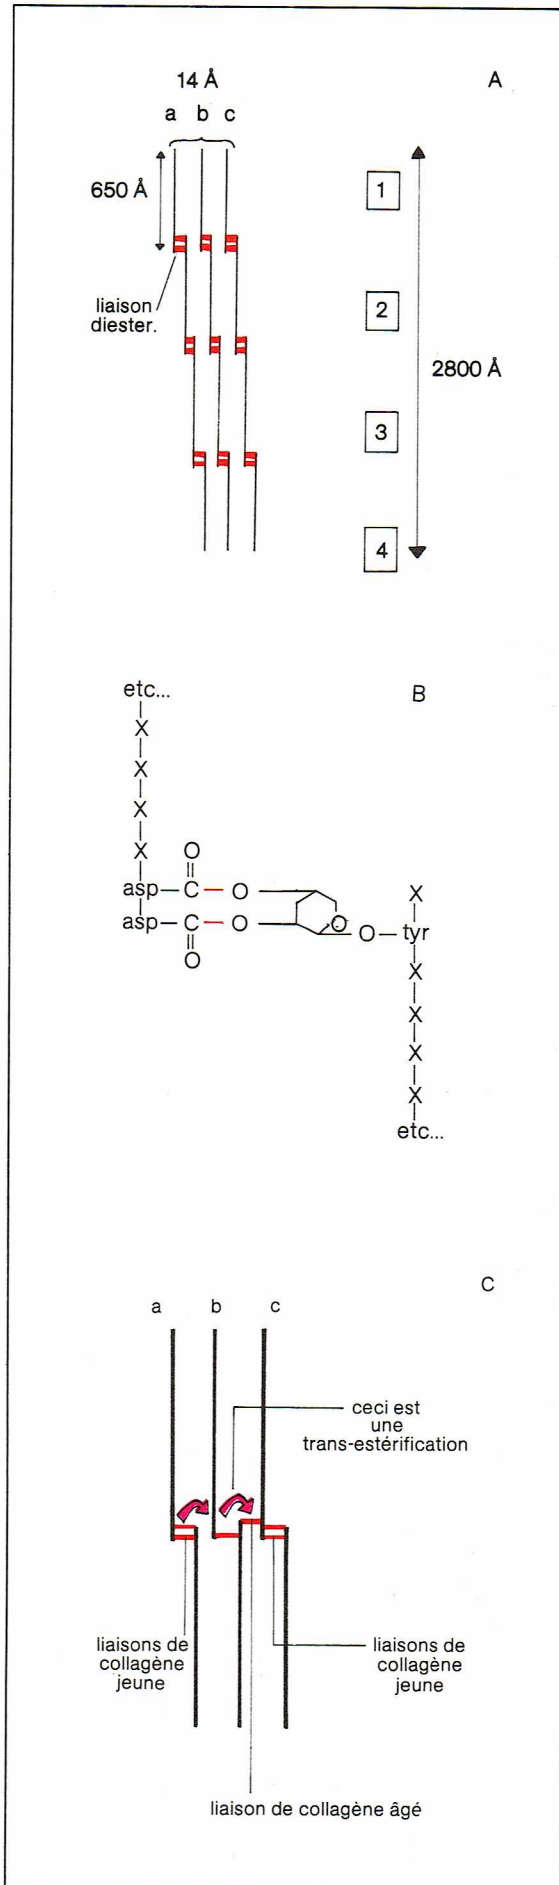 14 Å
A
a b c
650 Å
1
liaison
diester.
2
2800 Å
3
4
etc...
B
X
X
X
X
O
asp—C—O
X
asp—C—O
O
O—tyr
O
X
X
X
X
etc...
C
a b c
ceci est
une
trans-estérification
liaisons de
collagène
jeune
liaisons de
collagène
jeune
liaison de collagène âgé